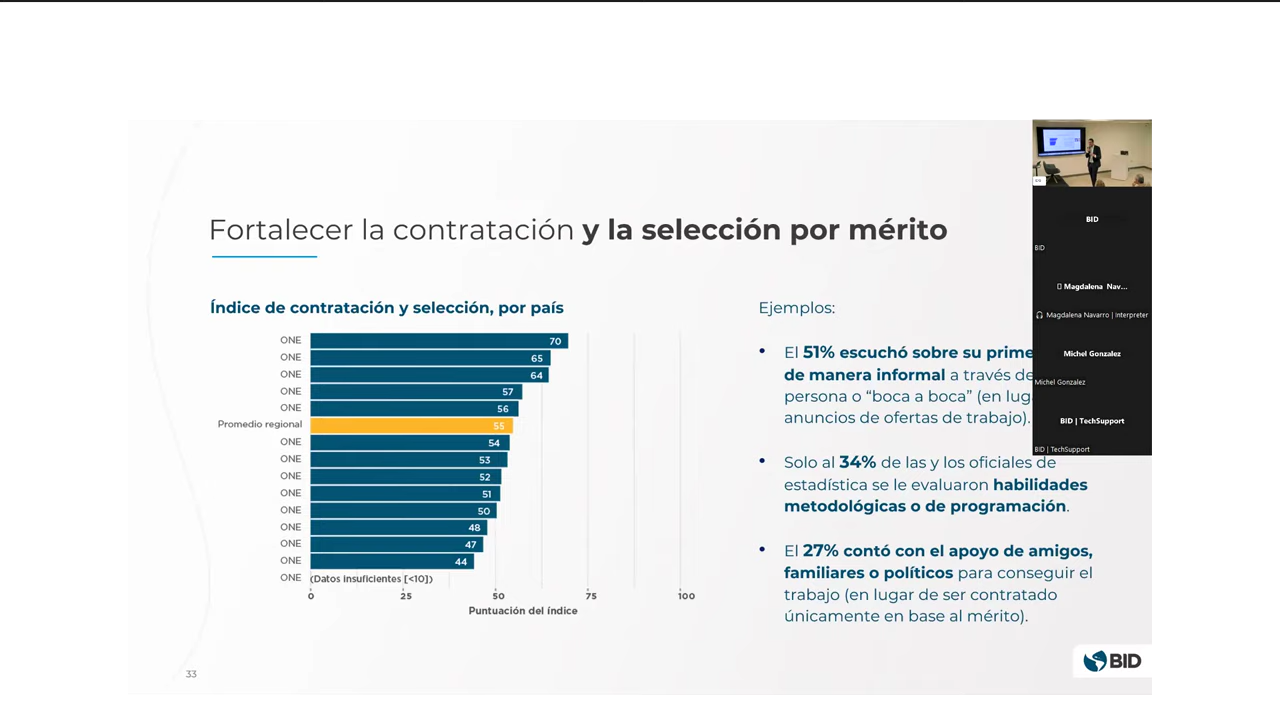 Fortalecer la contratación y la selección por mérito
Índice de contratación y selección, por país
ONE 70
ONE 65
ONE 64
ONE 57
ONE 56
Promedio regional 55
ONE 54
ONE 53
ONE 52
ONE 51
ONE 50
ONE 48
ONE 47
ONE 44
ONE (Datos insuficientes [<10])
0 25 50 75 100
Puntuación del índice
Ejemplos:
• El 51% escuchó sobre su prime
de manera informal a través de
persona o “boca a boca” (en lug
anuncios de ofertas de trabajo).
• Solo al 34% de las y los oficiales de
estadística se le evaluaron habilidades
metodológicas o de programación.
• El 27% contó con el apoyo de amigos,
familiares o políticos para conseguir el
trabajo (en lugar de ser contratado
únicamente en base al mérito).
BID
BID
Magdalena Nav...
Magdalena Navarro | Interpreter
Michel Gonzalez
Michel Gonzalez
BID | TechSupport
BID | TechSupport
33
BID